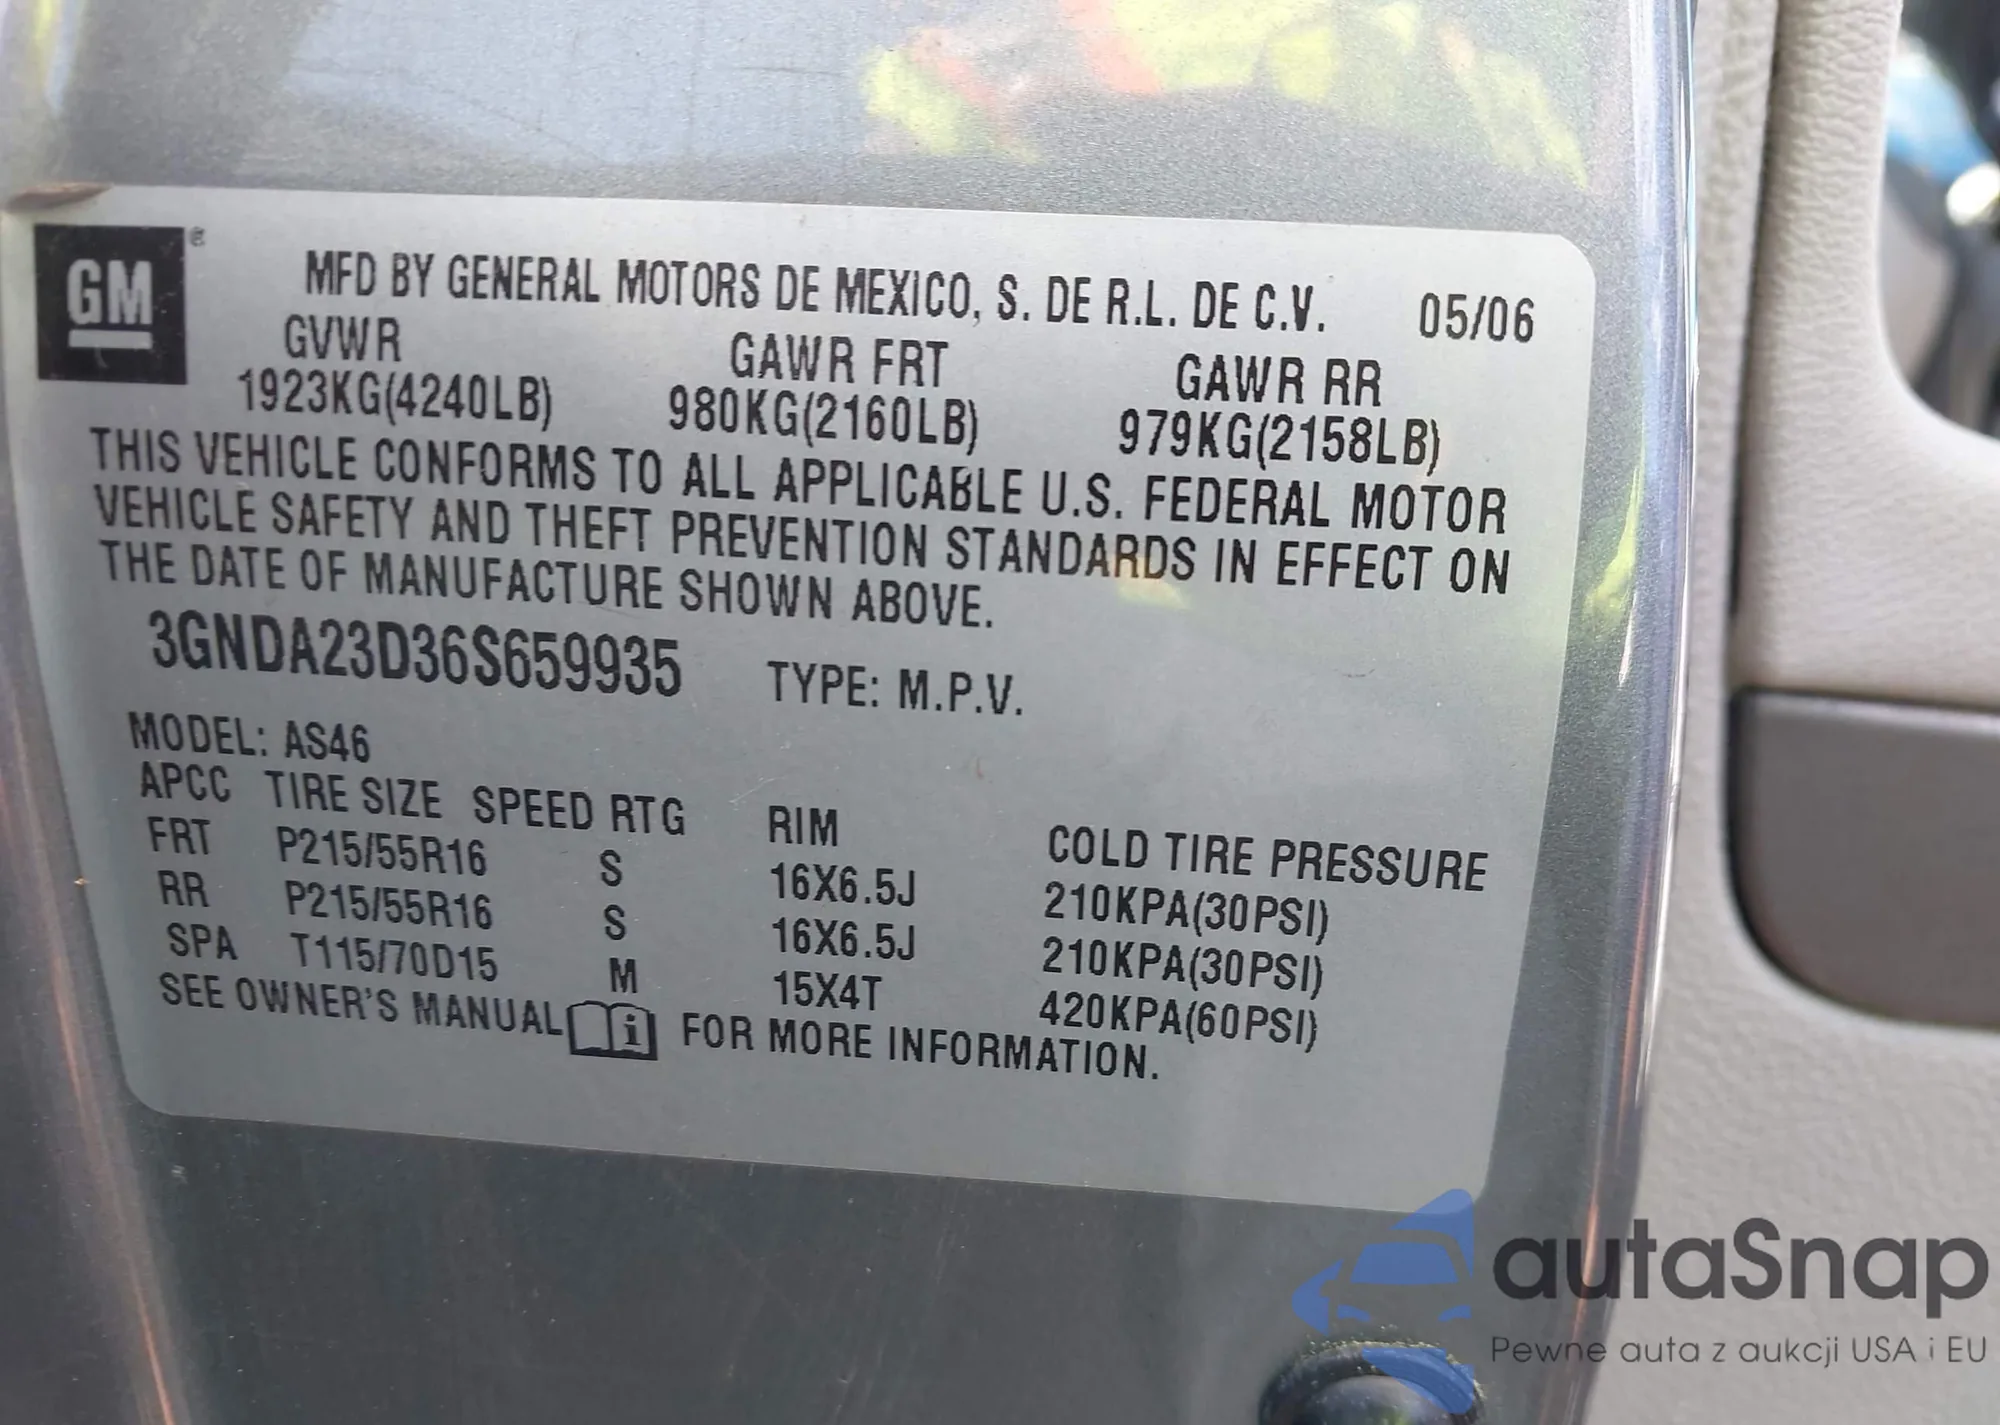 GM ®
MFD BY GENERAL MOTORS DE MEXICO, S. DE R.L. DE C.V. 05/06
GVWR GAWR FRT GAWR RR
1923KG(4240LB) 980KG(2160LB) 979KG(2158LB)
THIS VEHICLE CONFORMS TO ALL APPLICABLE U.S. FEDERAL MOTOR
VEHICLE SAFETY AND THEFT PREVENTION STANDARDS IN EFFECT ON
THE DATE OF MANUFACTURE SHOWN ABOVE.
3GNDA23D36S659935 TYPE: M.P.V.
MODEL: AS46
APCC TIRE SIZE SPEED RTG RIM COLD TIRE PRESSURE
FRT P215/55R16 S 16X6.5J 210KPA(30PSI)
RR P215/55R16 S 16X6.5J 210KPA(30PSI)
SPA T115/70D15 M 15X4T 420KPA(60PSI)
SEE OWNER'S MANUAL i FOR MORE INFORMATION.
autaSnap
Pewne auta z aukcji USA i EU